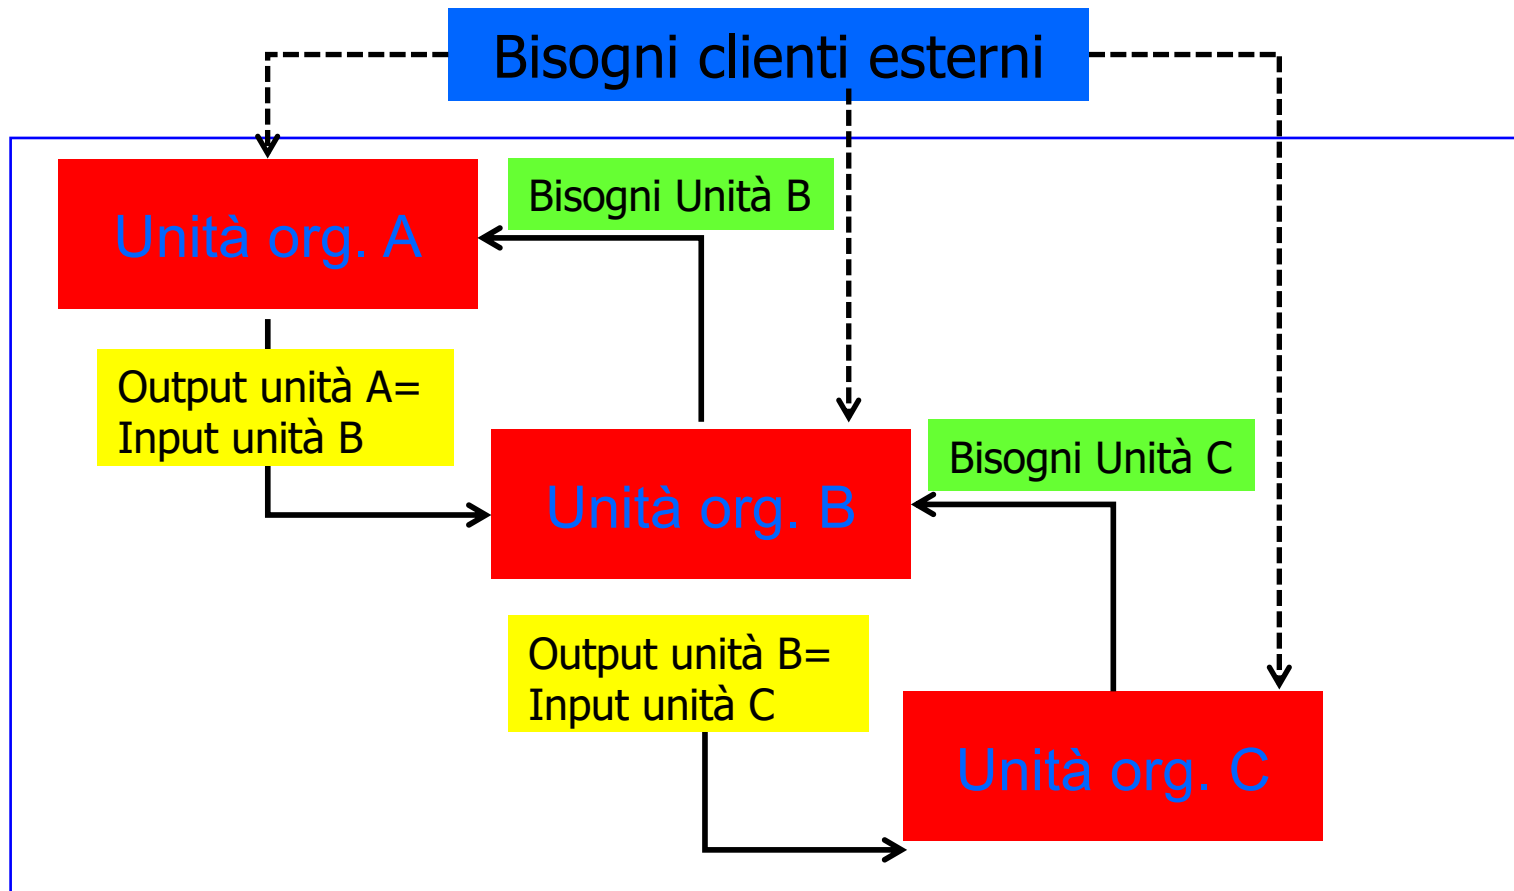 Bisogni clienti esterni
Unità org. A
Bisogni Unità B
Output unità A=
Input unità B
Unità org. B
Bisogni Unità C
Output unità B=
Input unità C
Unità org. C